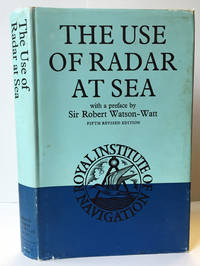 The Use of
Radar at Sea
THE USE
OF RADAR
AT SEA
with a preface by
Sir Robert Watson-Watt
FIFTH REVISED EDITION
ROYAL INSTITUTE OF
NAVIGATION